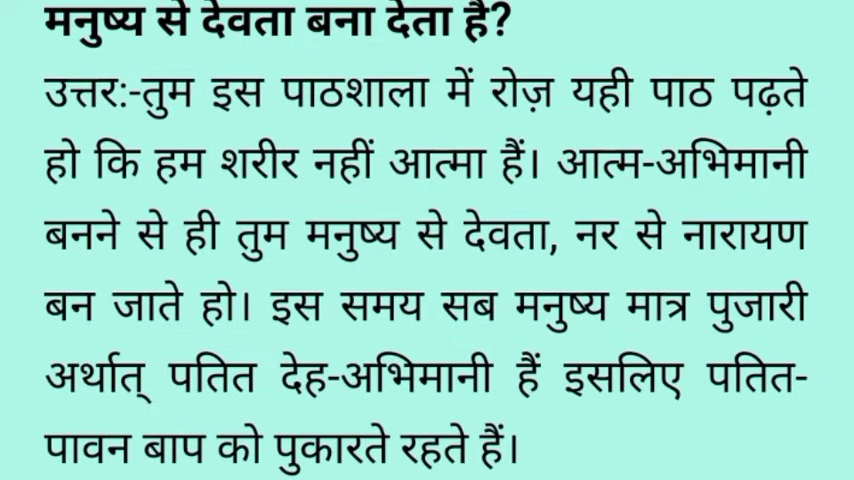 मनुष्य से देवता बना देता है?
उत्तर:-तुम इस पाठशाला में रोज़ यही पाठ पढ़ते
हो कि हम शरीर नहीं आत्मा हैं। आत्म-अभिमानी
बनने से ही तुम मनुष्य से देवता, नर से नारायण
बन जाते हो। इस समय सब मनुष्य मात्र पुजारी
अर्थात् पतित देह-अभिमानी हैं इसलिए पतित-
पावन बाप को पुकारते रहते हैं।